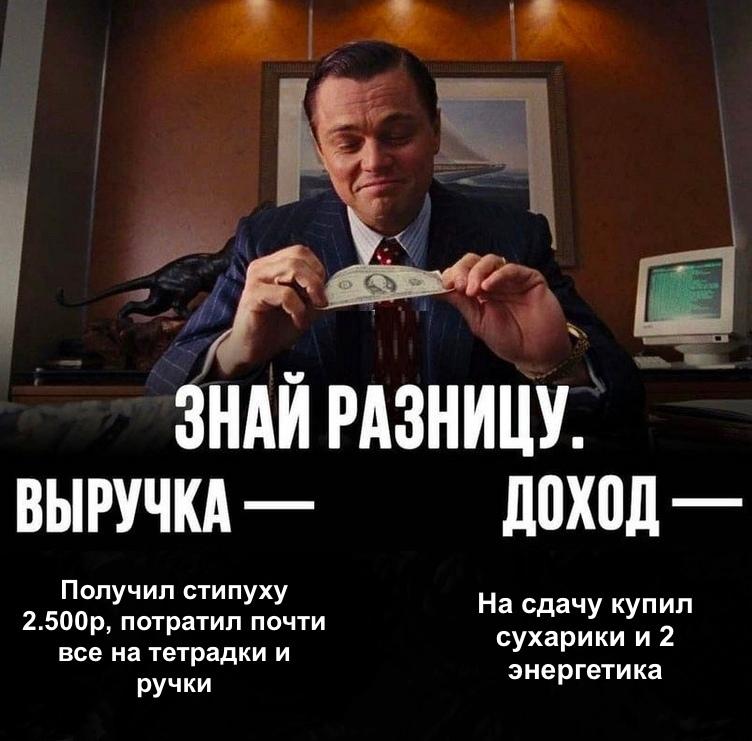 ЗНАЙ РАЗНИЦУ.
ВЫРУЧКА —
Получил стипуху
2.500р, потратил почти
все на тетрадки и
ручки
ДОХОД —
На сдачу купил
сухарики и 2
энергетика